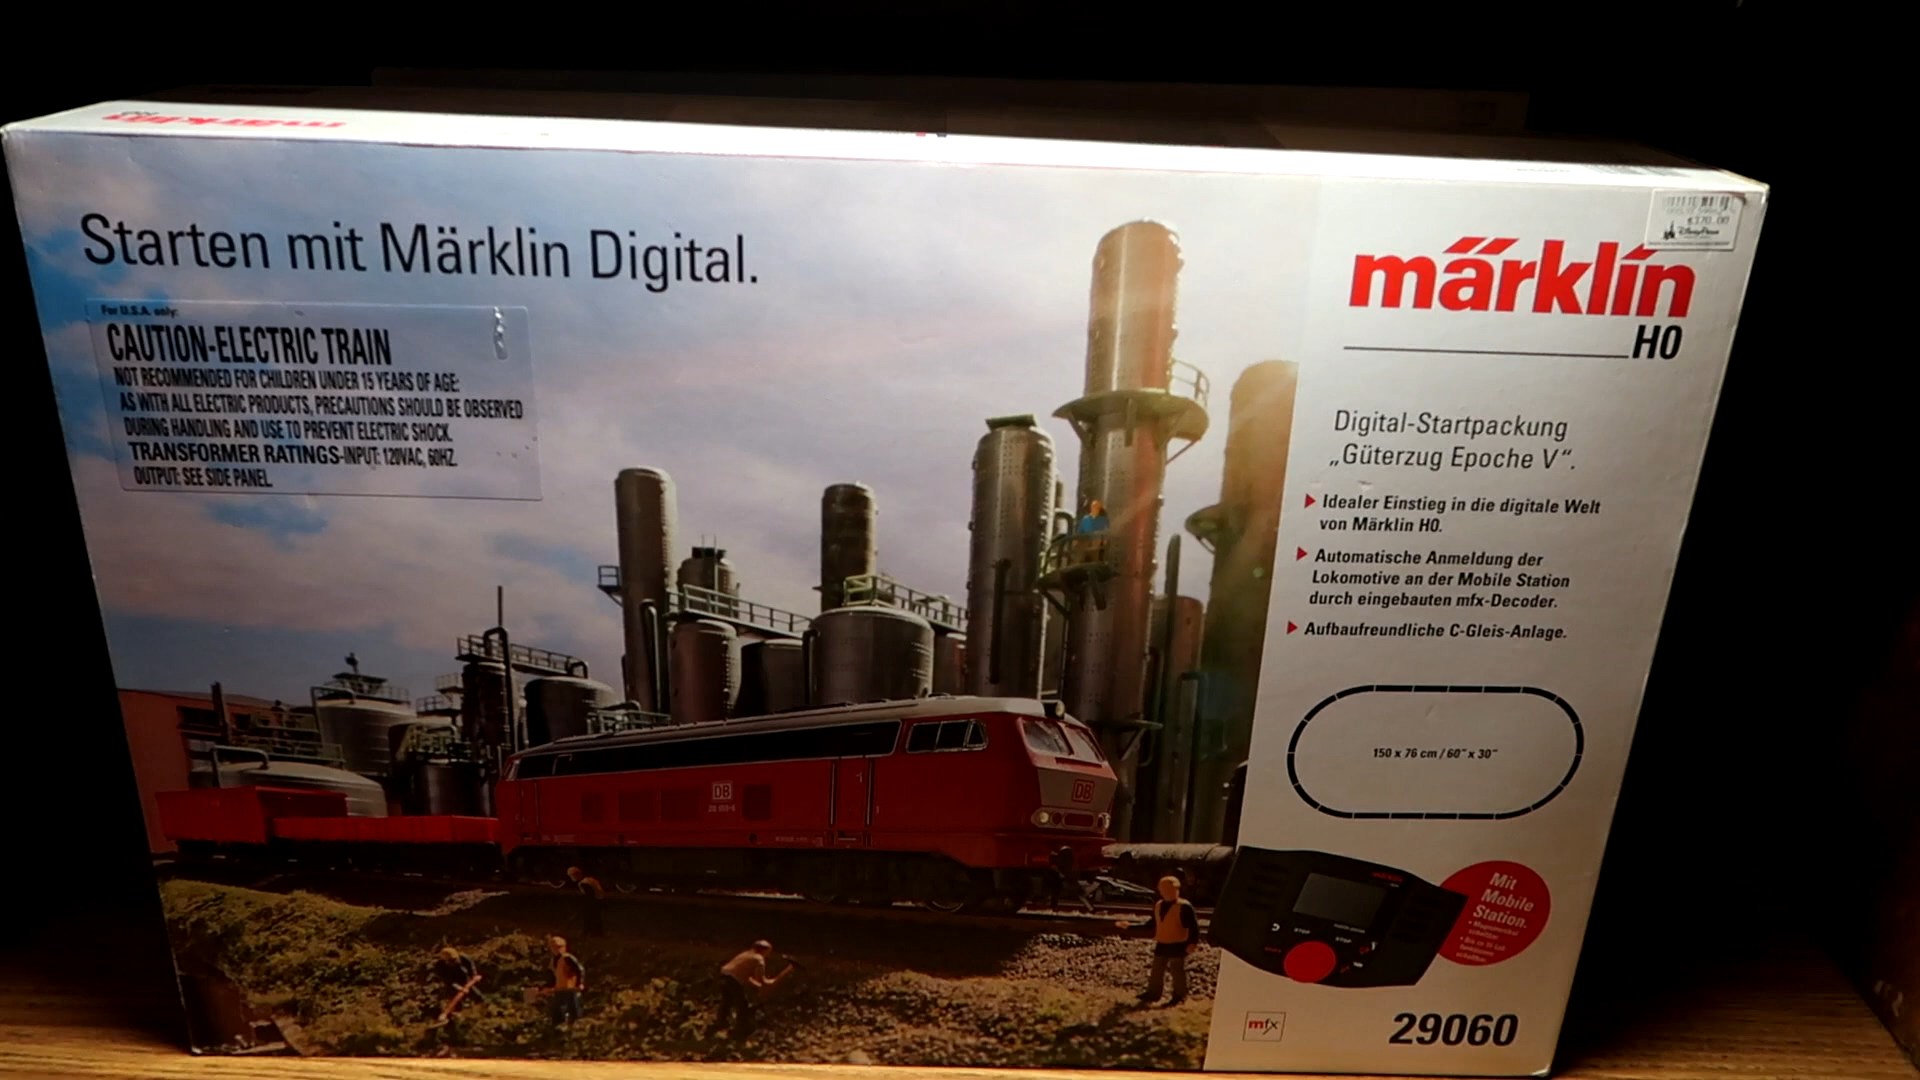 märklin
Starten mit Märklin Digital.
For U.S.A. only:
CAUTION-ELECTRIC TRAIN
NOT RECOMMENDED FOR CHILDREN UNDER 15 YEARS OF AGE:
AS WITH ALL ELECTRIC PRODUCTS, PRECAUTIONS SHOULD BE OBSERVED
DURING HANDLING AND USE TO PREVENT ELECTRIC SHOCK.
TRANSFORMER RATINGS-INPUT: 120VAC, 60HZ.
OUTPUT: SEE SIDE PANEL.
DB
DB
märklin
H0
Digital-Startpackung
„Güterzug Epoche V“.
Idealer Einstieg in die digitale Welt
von Märklin H0.
Automatische Anmeldung der
Lokomotive an der Mobile Station
durch eingebauten mfx-Decoder.
Aufbaufreundliche C-Gleis-Anlage.
150 x 76 cm / 60" x 30"
STOP
STOP
Mit
Mobile
Station.
mfx
29060